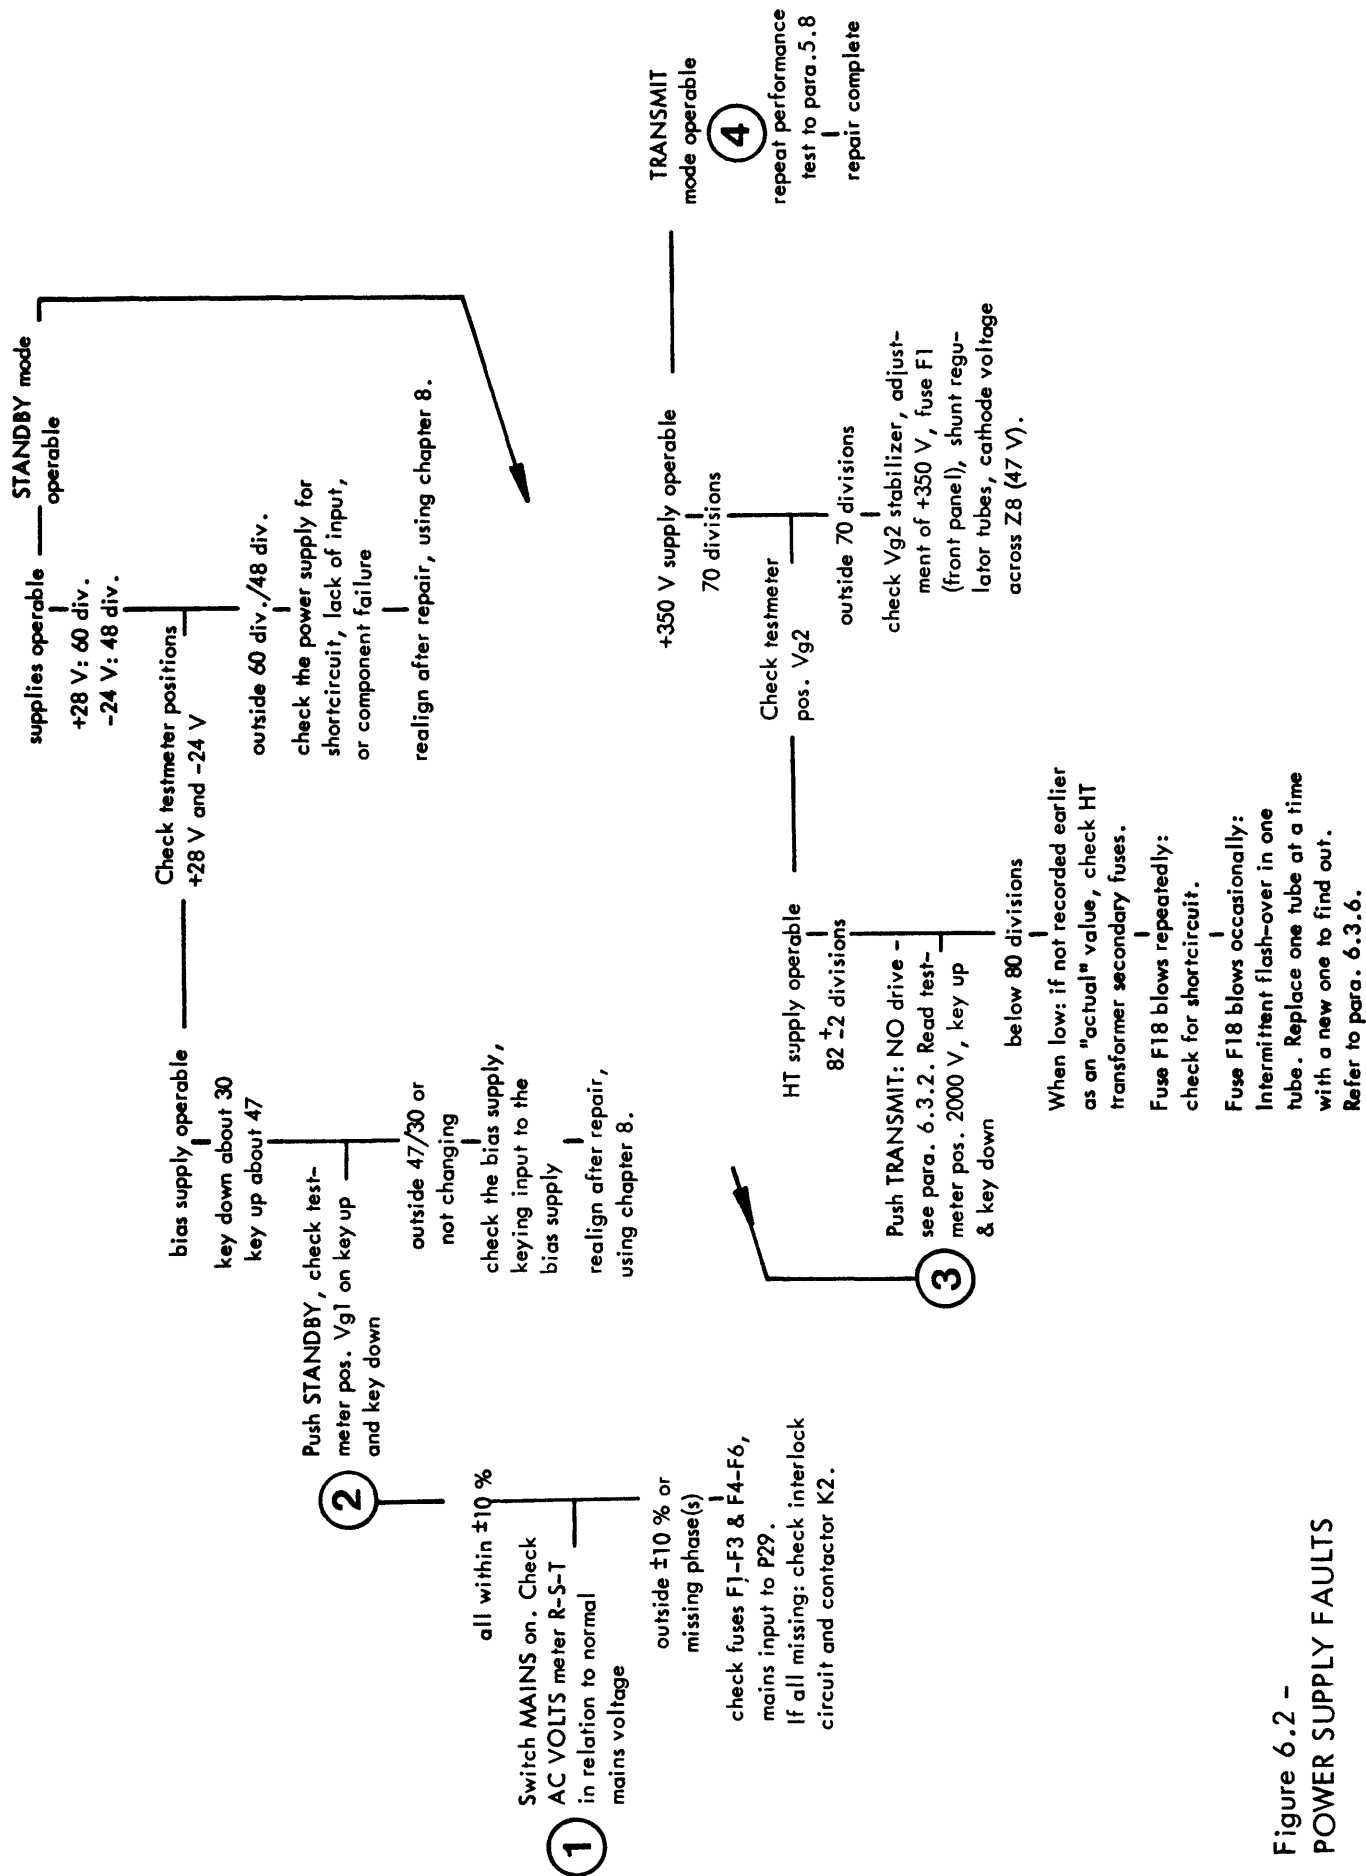 1
Switch MAINS on. Check
AC VOLTS meter R-S-T
in relation to normal
mains voltage
all within ±10 %
outside ±10 % or
missing phase(s)
check fuses F1-F3 & F4-F6,
mains input to P29.
If all missing: check interlock
circuit and contactor K2.
2
Push STANDBY, check test-
meter pos. Vg1 on key up
and key down
bias supply operable
key down about 30
key up about 47
outside 47/30 or
not changing
check the bias supply,
keying input to the
bias supply
realign after repair,
using chapter 8.
Check testmeter positions
+28 V and -24 V
supplies operable
+28 V: 60 div.
-24 V: 48 div.
outside 60 div./48 div.
check the power supply for
shortcircuit, lack of input,
or component failure
realign after repair, using chapter 8.
STANDBY mode
operable
3
Push TRANSMIT: NO drive -
see para. 6.3.2. Read test-
meter pos. 2000 V, key up
& key down
HT supply operable
82 ±2 divisions
below 80 divisions
When low: if not recorded earlier
as an "actual" value, check HT
transformer secondary fuses.
Fuse F18 blows repeatedly:
check for shortcircuit.
Fuse F18 blows occasionally:
Intermittent flash-over in one
tube. Replace one tube at a time
with a new one to find out.
Refer to para. 6.3.6.
Check testmeter
pos. Vg2
+350 V supply operable
70 divisions
outside 70 divisions
check Vg2 stabilizer, adjust-
ment of +350 V, fuse F1
(front panel), shunt regu-
lator tubes, cathode voltage
across Z8 (47 V).
TRANSMIT
mode operable
4
repeat performance
test to para.5.8
repair complete
Figure 6.2 -
POWER SUPPLY FAULTS